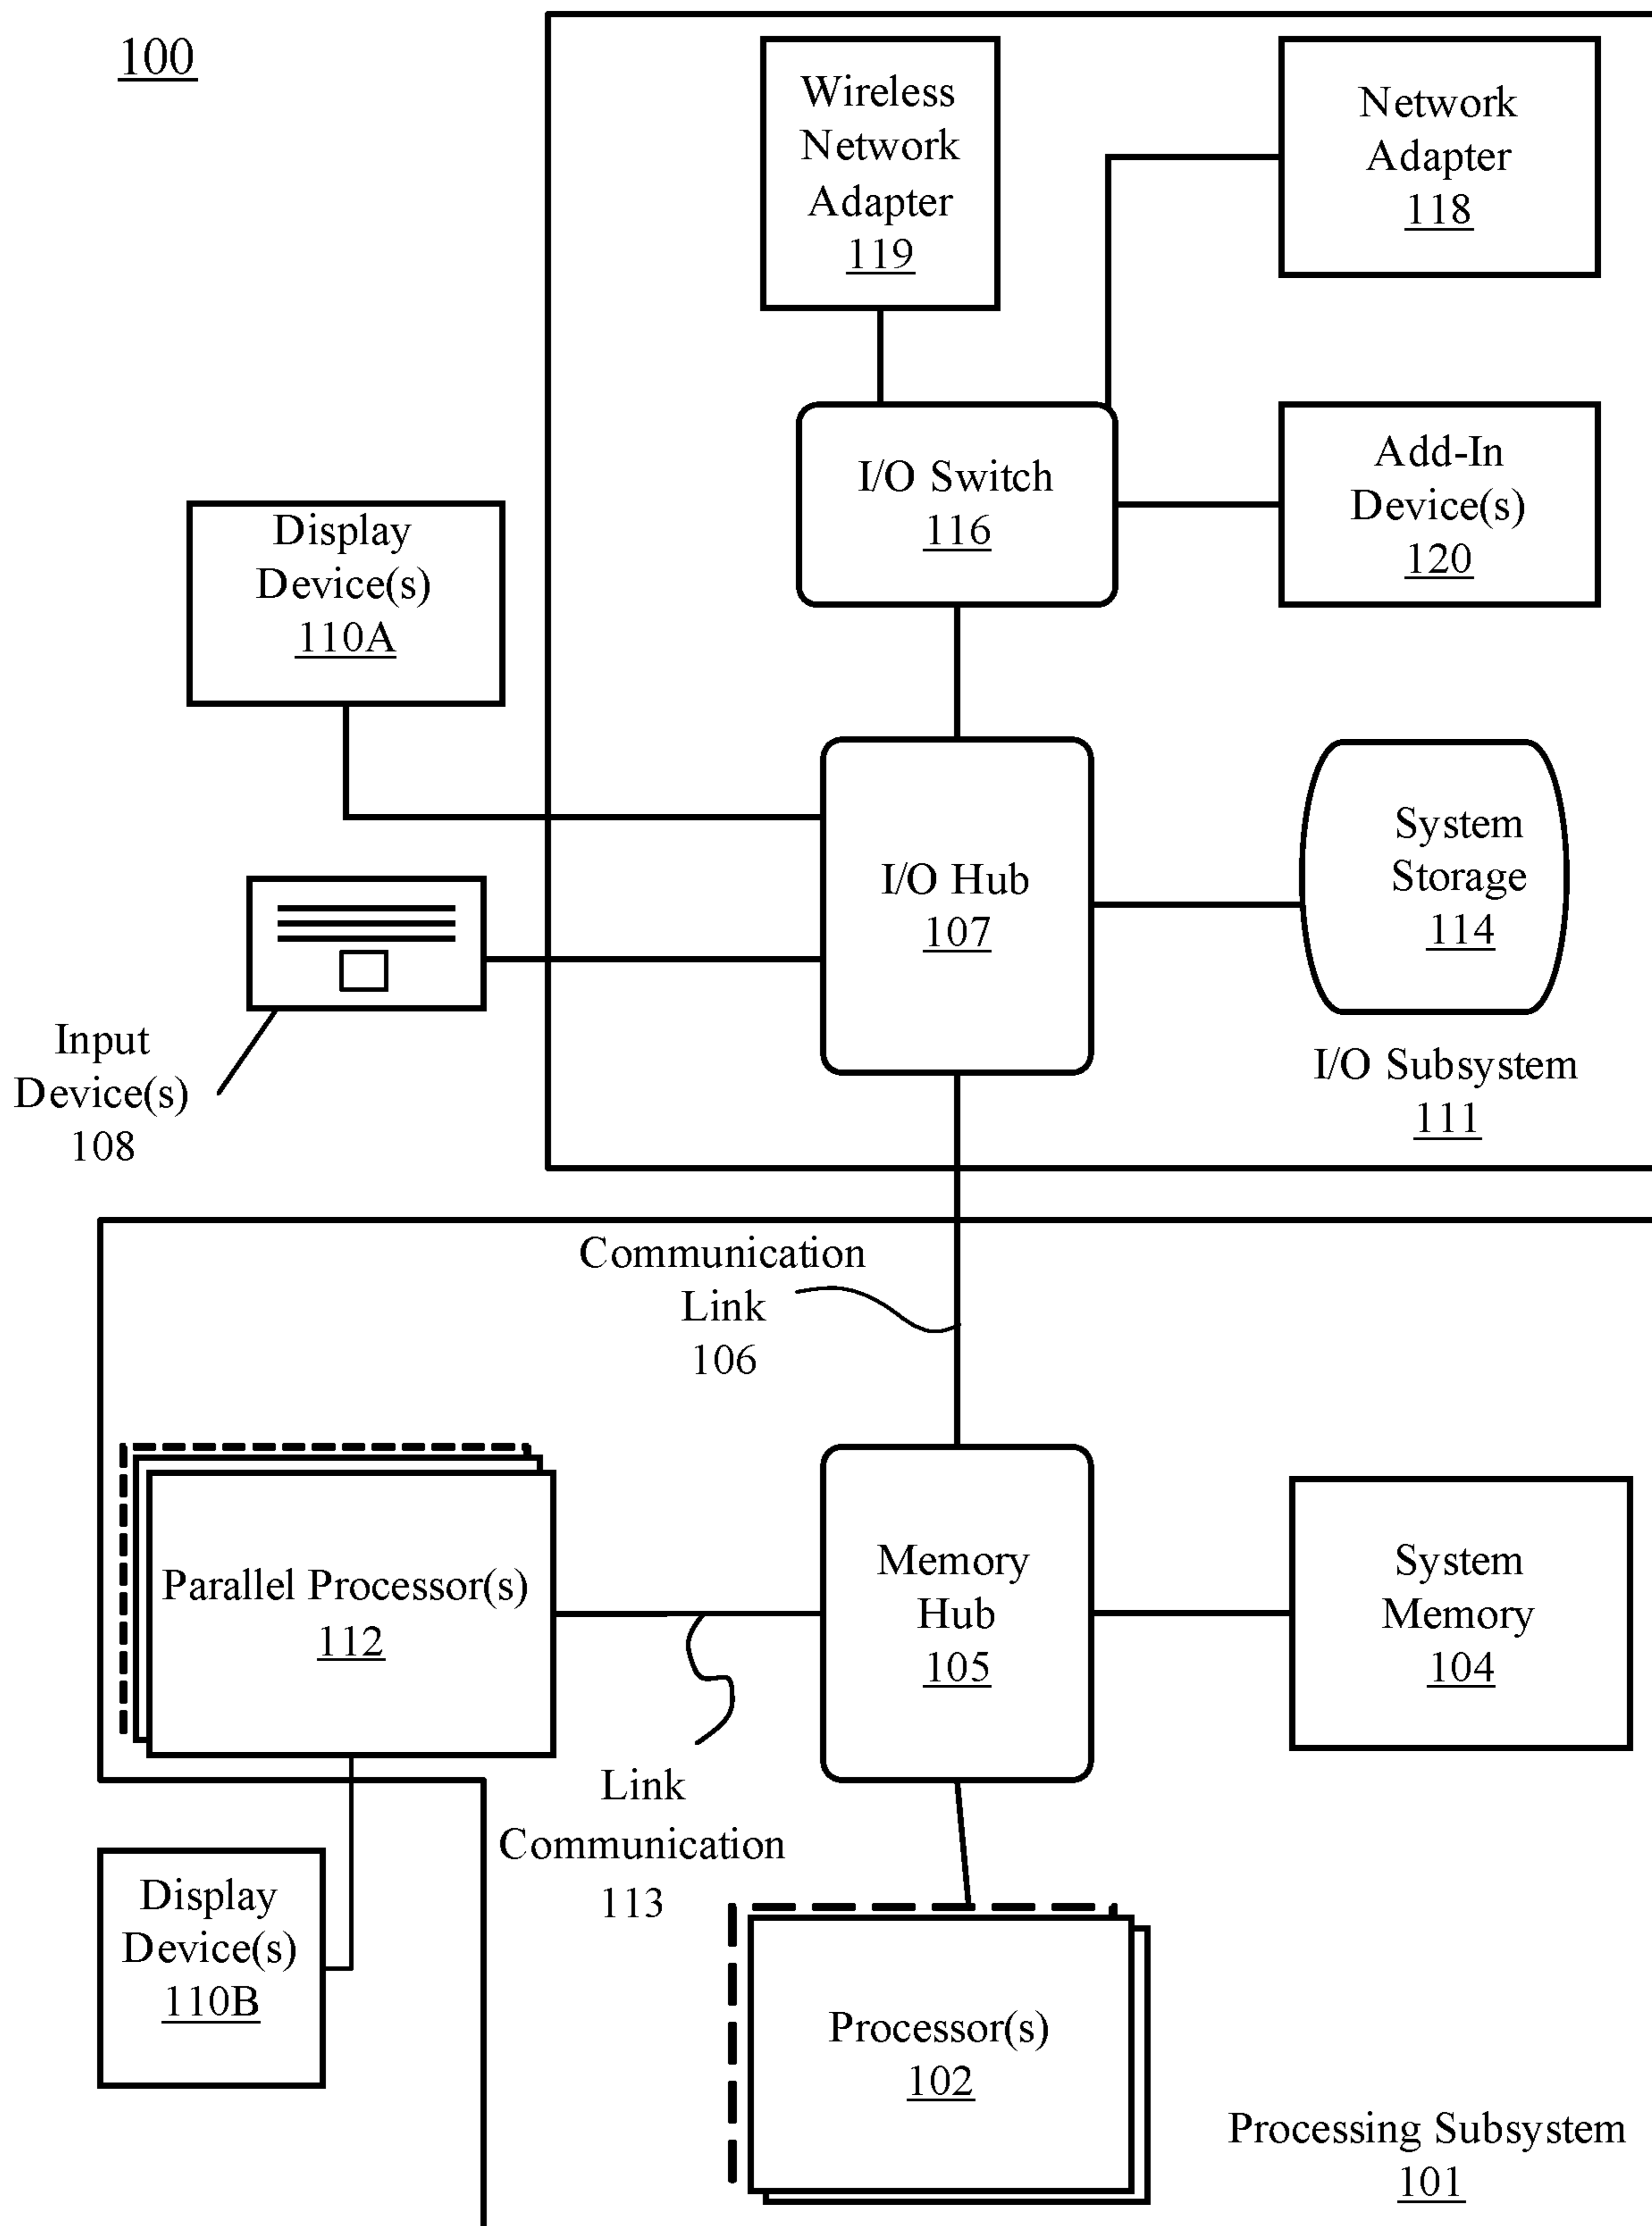 100
Wireless
Network
Adapter
119
Network
Adapter
118
I/O Switch
116
Add-In
Device(s)
120
Display
Device(s)
110A
I/O Hub
107
System
Storage
114
Input
Device(s)
108
I/O Subsystem
111
Communication
Link
106
Parallel Processor(s)
112
Memory
Hub
105
System
Memory
104
Link
Communication
113
Display
Device(s)
110B
Processor(s)
102
Processing Subsystem
101